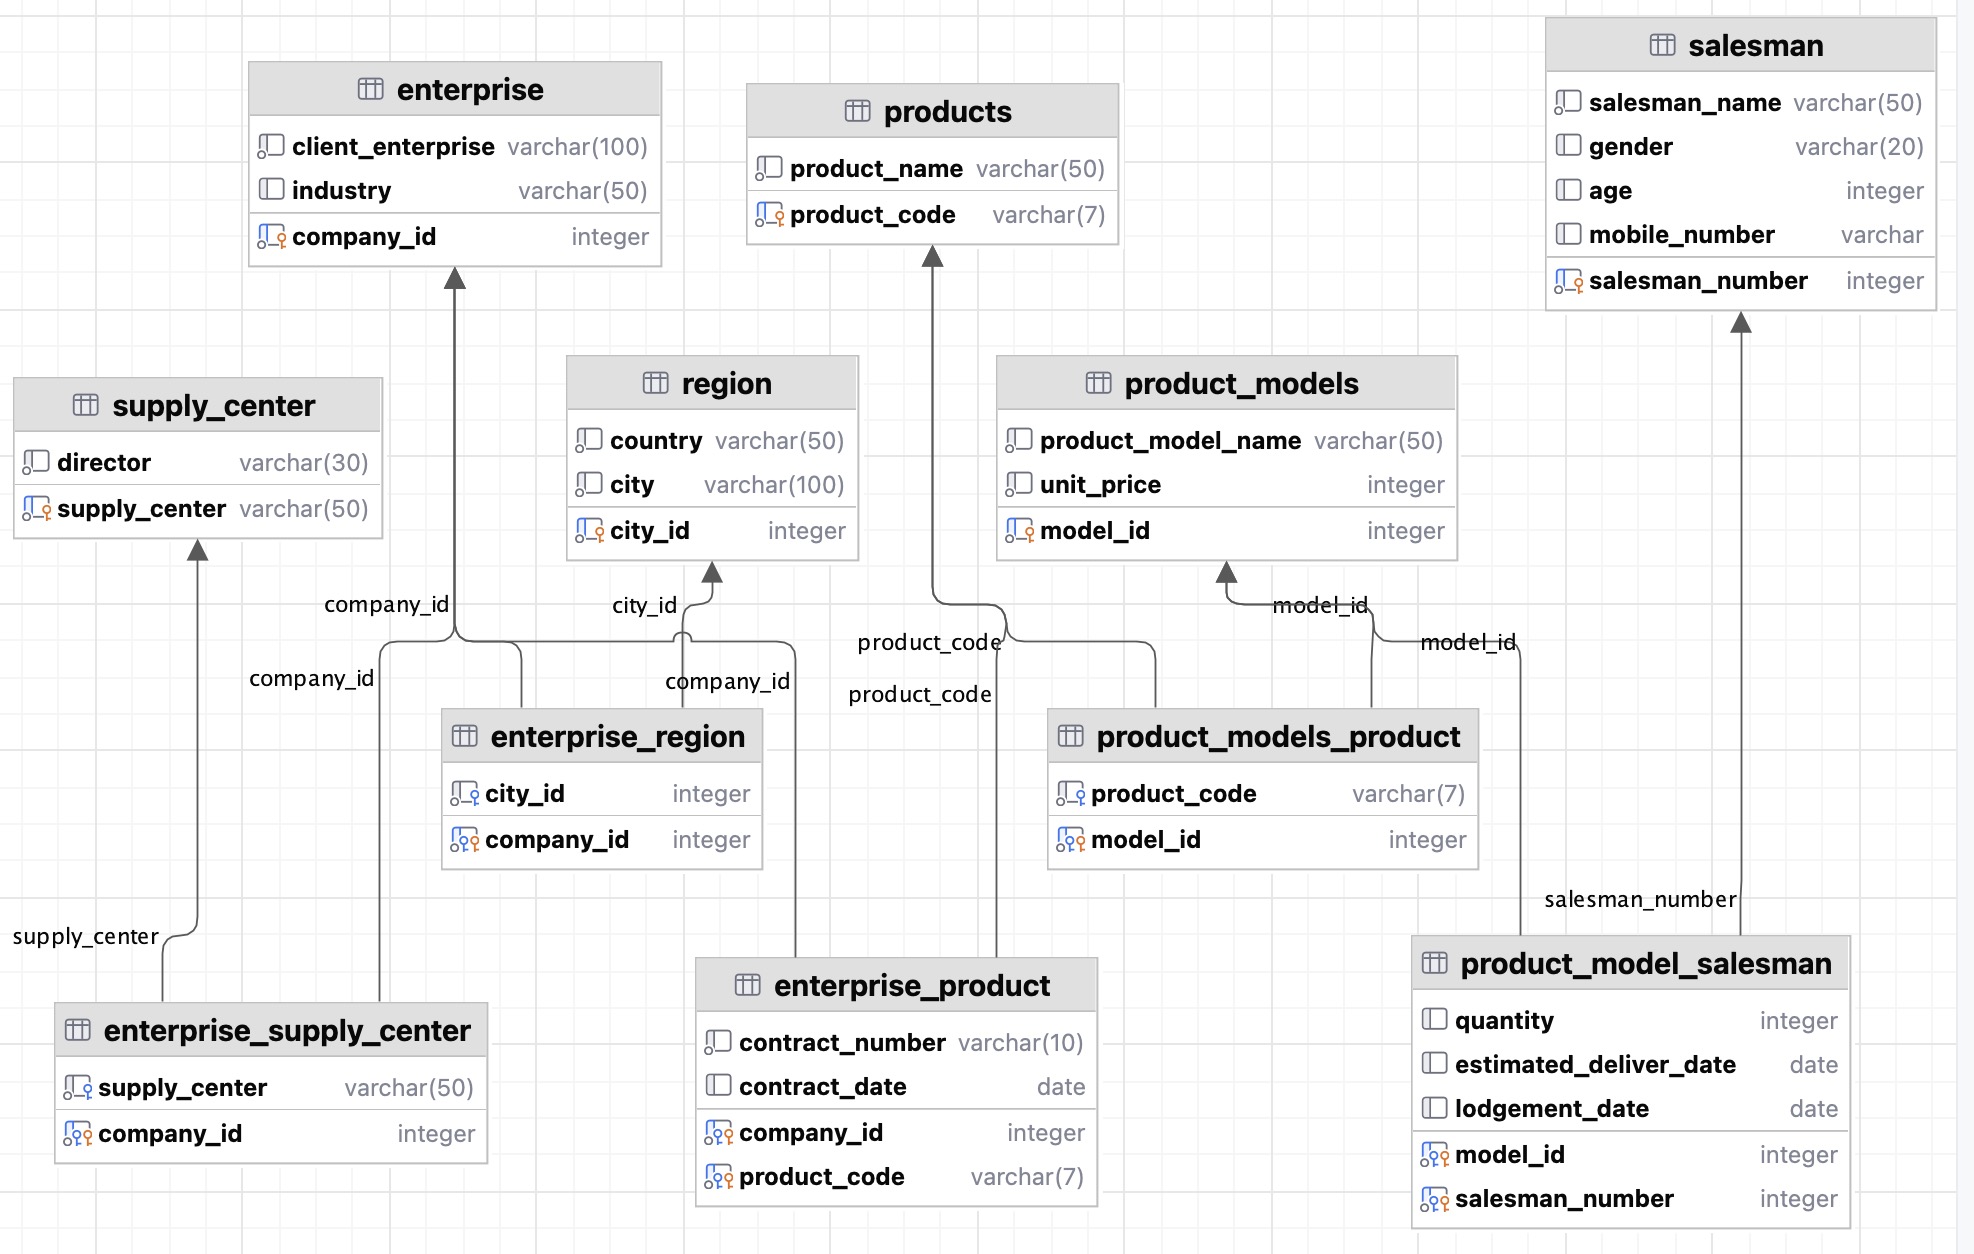 enterprise
client_enterprise varchar(100)
industry varchar(50)
company_id integer
products
product_name varchar(50)
product_code varchar(7)
salesman
salesman_name varchar(50)
gender varchar(20)
age integer
mobile_number varchar
salesman_number integer
supply_center
director varchar(30)
supply_center varchar(50)
region
country varchar(50)
city varchar(100)
city_id integer
product_models
product_model_name varchar(50)
unit_price integer
model_id integer
company_id
city_id
model_id
product_code
model_id
company_id
company_id
product_code
enterprise_region
city_id integer
company_id integer
product_models_product
product_code varchar(7)
model_id integer
salesman_number
supply_center
enterprise_supply_center
supply_center varchar(50)
company_id integer
enterprise_product
contract_number varchar(10)
contract_date date
company_id integer
product_code varchar(7)
product_model_salesman
quantity integer
estimated_deliver_date date
lodgement_date date
model_id integer
salesman_number integer